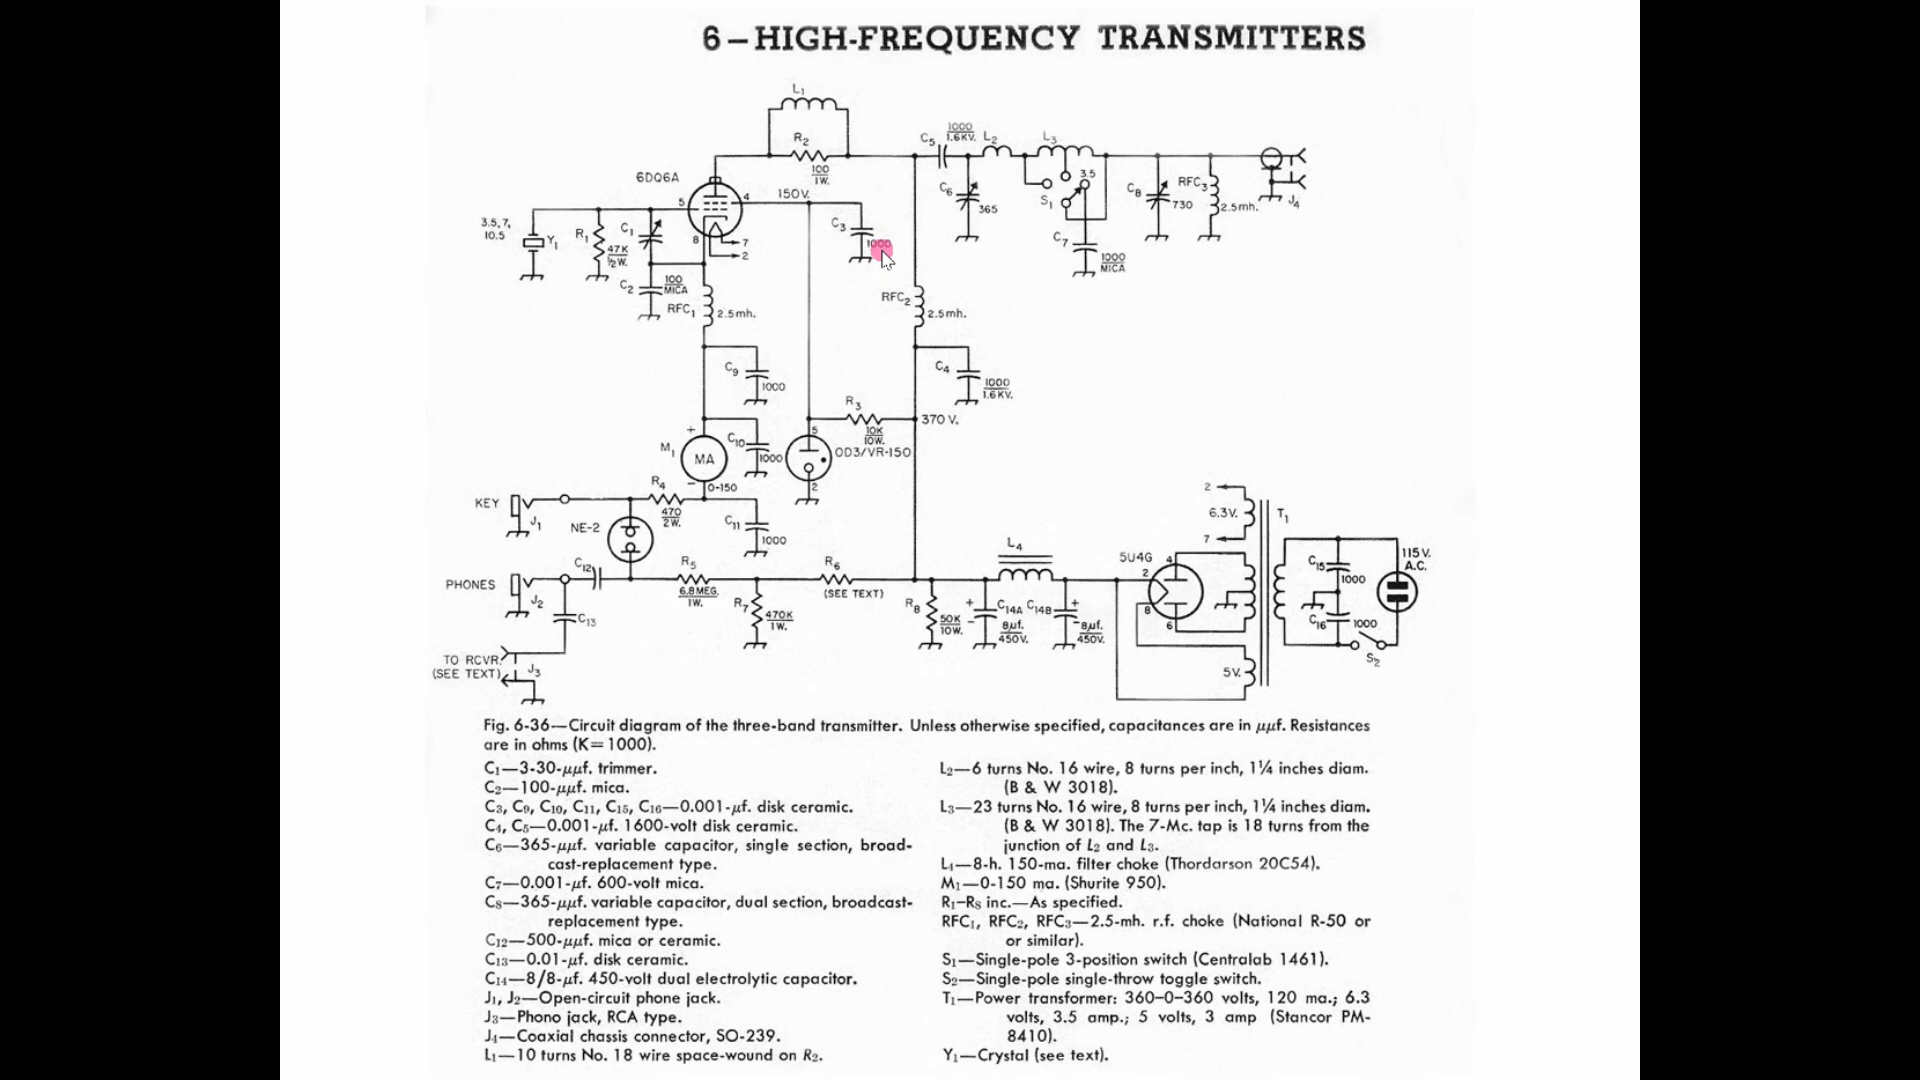 6—HIGH-FREQUENCY TRANSMITTERS
L1
R2
100
1W.
C5
1000
1.6KV.
L2
L3
6DQ6A
150V.
4
5
8
7
2
3.5, 7,
10.5
Y1
R1
47K
½W.
C1
C2
100
MICA
RFC1
2.5mh.
C3
1000
C6
365
S1
3.5
C7
1000
MICA
C8
730
RFC3
2.5mh.
J4
RFC2
2.5mh.
C9
1000
C4
1000
1.6KV.
R3
10K
10W.
370 V.
+
M1
MA
–
0-150
C10
1000
5
OD3/VR-150
2
KEY
J1
R4
470
2W.
NE-2
C11
1000
2
6.3V.
7
T1
PHONES
J2
C12
R5
6.8MEG.
1W.
R7
470K
1W.
R6
(SEE TEXT)
R8
50K
10W.
L4
+
–
C14A
8µf.
450V.
C14B
+
–
8µf.
450V.
5U4G
4
2
8
6
5V.
C15
1000
C16
1000
115V.
A.C.
S2
C13
TO RCVR.
(SEE TEXT)
J3
Fig. 6-36—Circuit diagram of the three-band transmitter. Unless otherwise specified, capacitances are in µµf. Resistances
are in ohms (K=1000).
C1—3-30-µµf. trimmer.
C2—100-µµf. mica.
C3, C9, C10, C11, C15, C16—0.001-µf. disk ceramic.
C4, C5—0.001-µf. 1600-volt disk ceramic.
C6—365-µµf. variable capacitor, single section, broad-
cast-replacement type.
C7—0.001-µf. 600-volt mica.
C8—365-µµf. variable capacitor, dual section, broadcast-
replacement type.
C12—500-µµf. mica or ceramic.
C13—0.01-µf. disk ceramic.
C14—8/8-µf. 450-volt dual electrolytic capacitor.
J1, J2—Open-circuit phone jack.
J3—Phono jack, RCA type.
J4—Coaxial chassis connector, SO-239.
L1—10 turns No. 18 wire space-wound on R2.
L2—6 turns No. 16 wire, 8 turns per inch, 1¼ inches diam.
(B & W 3018).
L3—23 turns No. 16 wire, 8 turns per inch, 1¼ inches diam.
(B & W 3018). The 7-Mc. tap is 18 turns from the
junction of L2 and L3.
L4—8-h. 150-ma. filter choke (Thordarson 20C54).
M1—0-150 ma. (Shurite 950).
R1–R8 inc.—As specified.
RFC1, RFC2, RFC3—2.5-mh. r.f. choke (National R-50 or
or similar).
S1—Single-pole 3-position switch (Centralab 1461).
S2—Single-pole single-throw toggle switch.
T1—Power transformer: 360–0–360 volts, 120 ma.; 6.3
volts, 3.5 amp.; 5 volts, 3 amp (Stancor PM-
8410).
Y1—Crystal (see text).